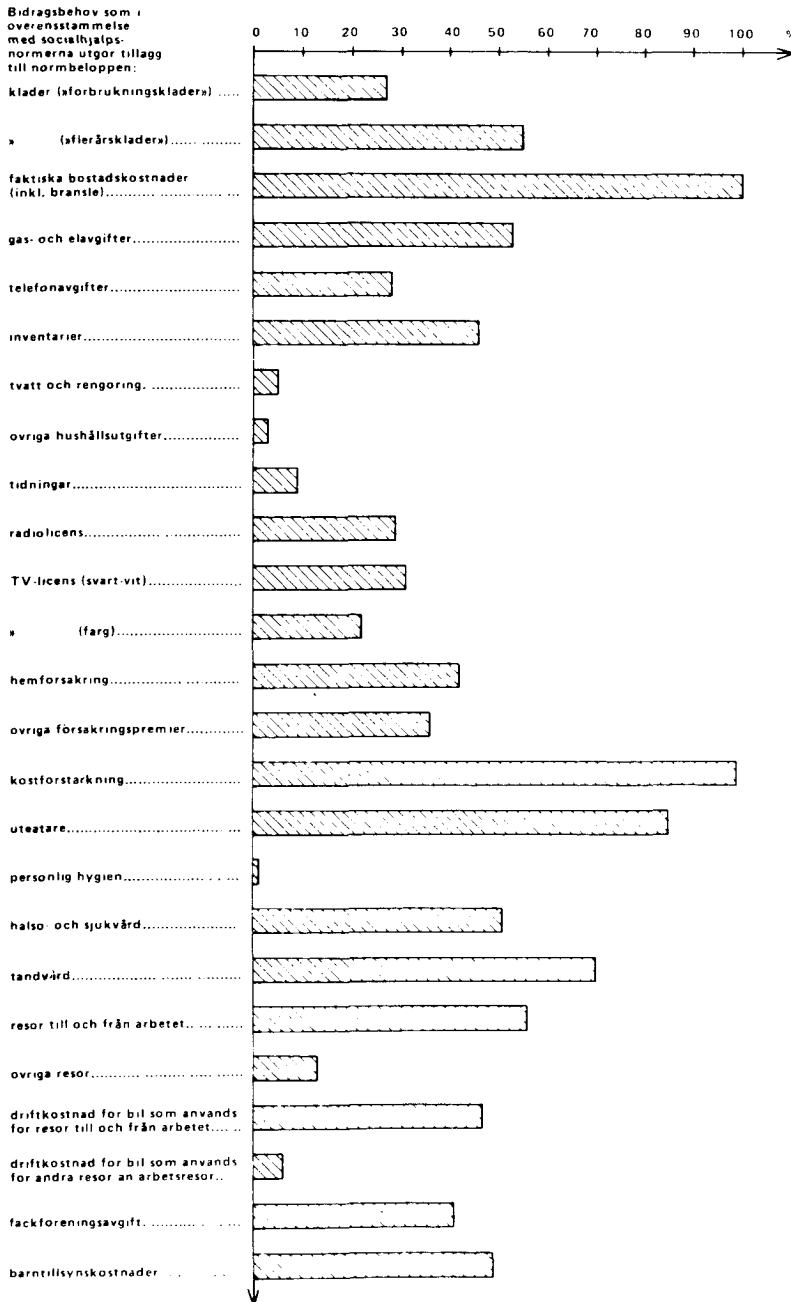 Bidragsbehov som i
overensstammelse
med socialhjalps-
normerna utgor tillagg
till normbeloppen:
0 10 20 30 40 50 60 70 80 90 100 %
klader (»forbrukningsklader») .....
» (»flerårsklader»)...............
faktiska bostadskostnader
(inkl. bransle)......................
gas- och elavgifter......................
telefonavgifter..........................
inventarier................................
tvatt och rengoring. ...................
ovriga hushållsutgifter................
tidningar..................................
radiolicens................................
TV-licens (svart-vit)....................
» (farg)..........................
hemforsakring..........................
ovriga försakringspremier............
kostforstarkning........................
uteatare....................................
personlig hygien........................
halso- och sjukvård....................
tandvård..................................
resor till och från arbetet............
ovriga resor..............................
driftkostnad for bil som anvands
for resor till och från arbetet.......
driftkostnad for bil som anvands
for andra resor an arbetsresor..
fackforeningsavgift....................
barntillsynskostnader ..............